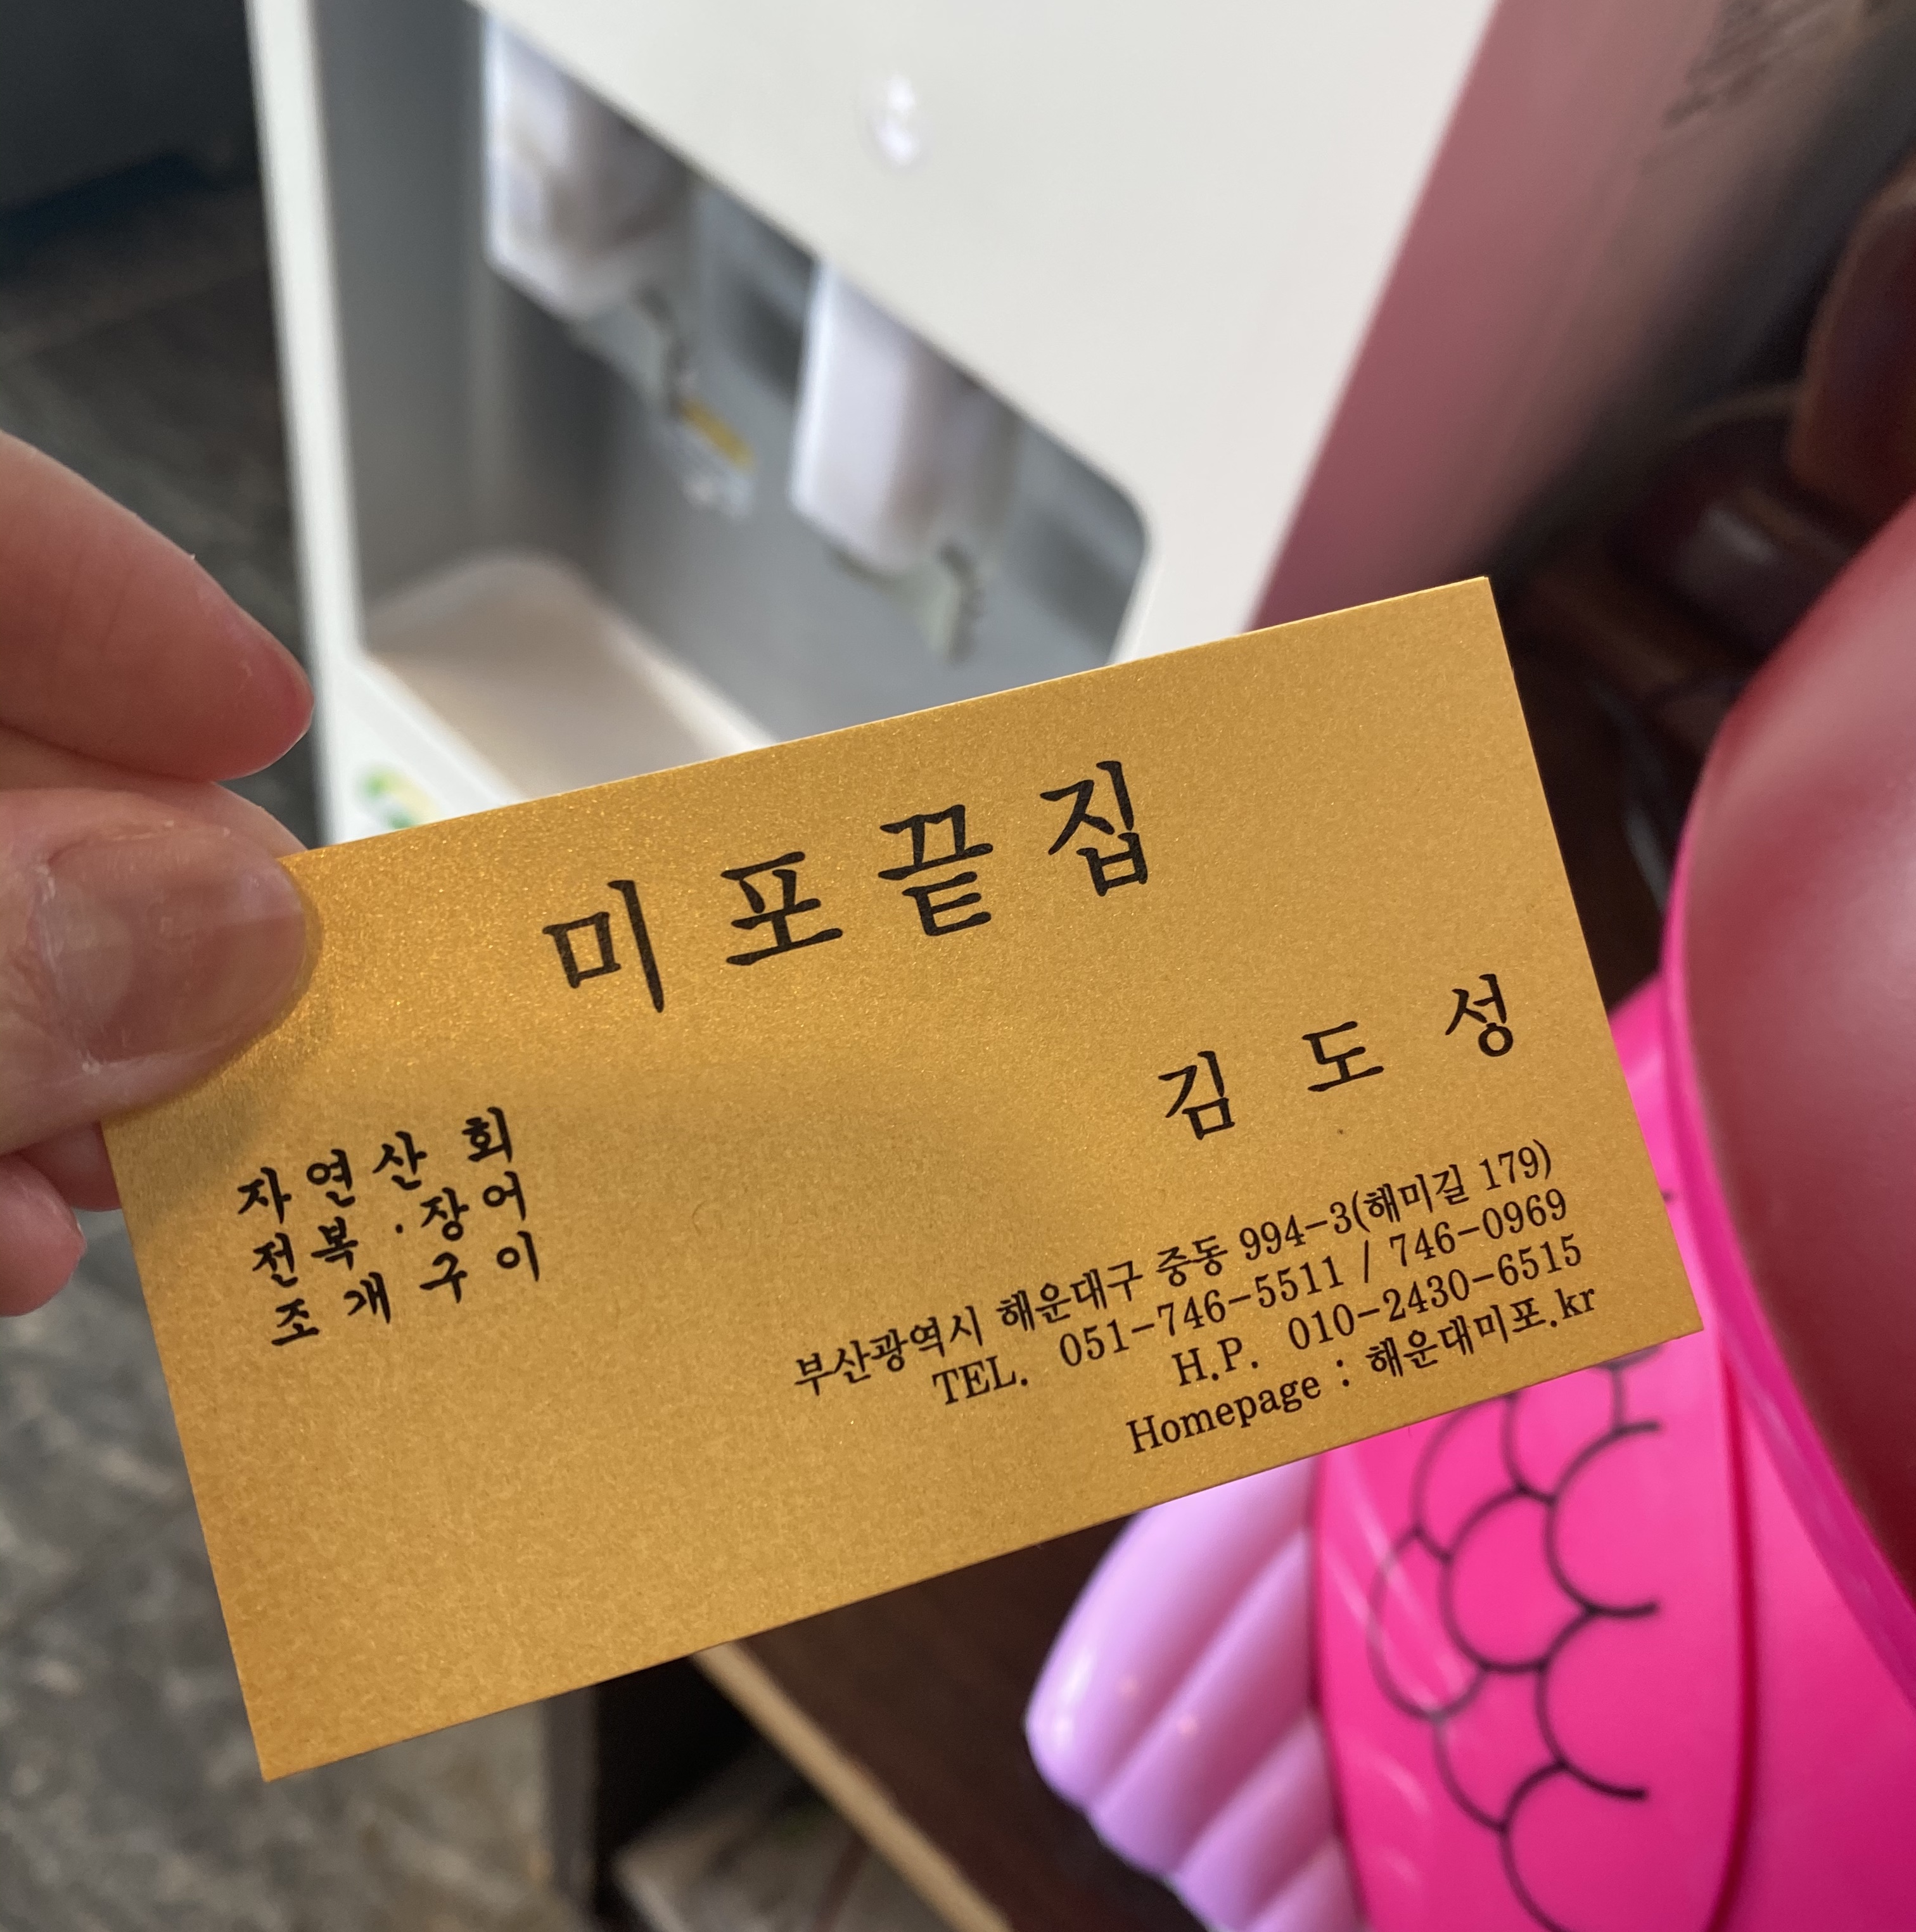 미포끝집
김도성
자연산 회
전복 · 장어
조개구이
부산광역시 해운대구 중동 994-3(해미길 179)
TEL. 051-746-5511 / 746-0969
H.P. 010-2430-6515
Homepage : 해운대미포.kr